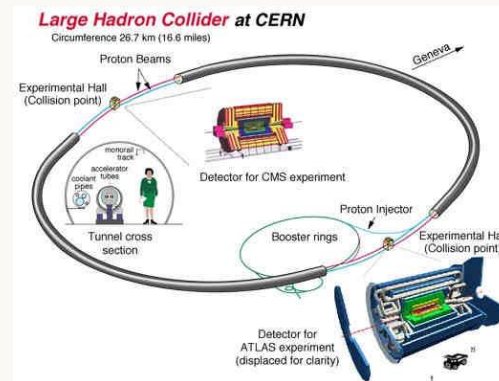 Large Hadron Collider at CERN
Circumference 26.7 km (16.6 miles)
Proton Beams
Geneva
Experimental Hall
(Collision point)
monorail
track
accelerator
tubes
coolant
pipes
Tunnel cross
section
Detector for CMS experiment
Proton Injector
Booster rings
Experimental Ha
(Collision point)
Detector for
ATLAS experiment
(displaced for clarity)